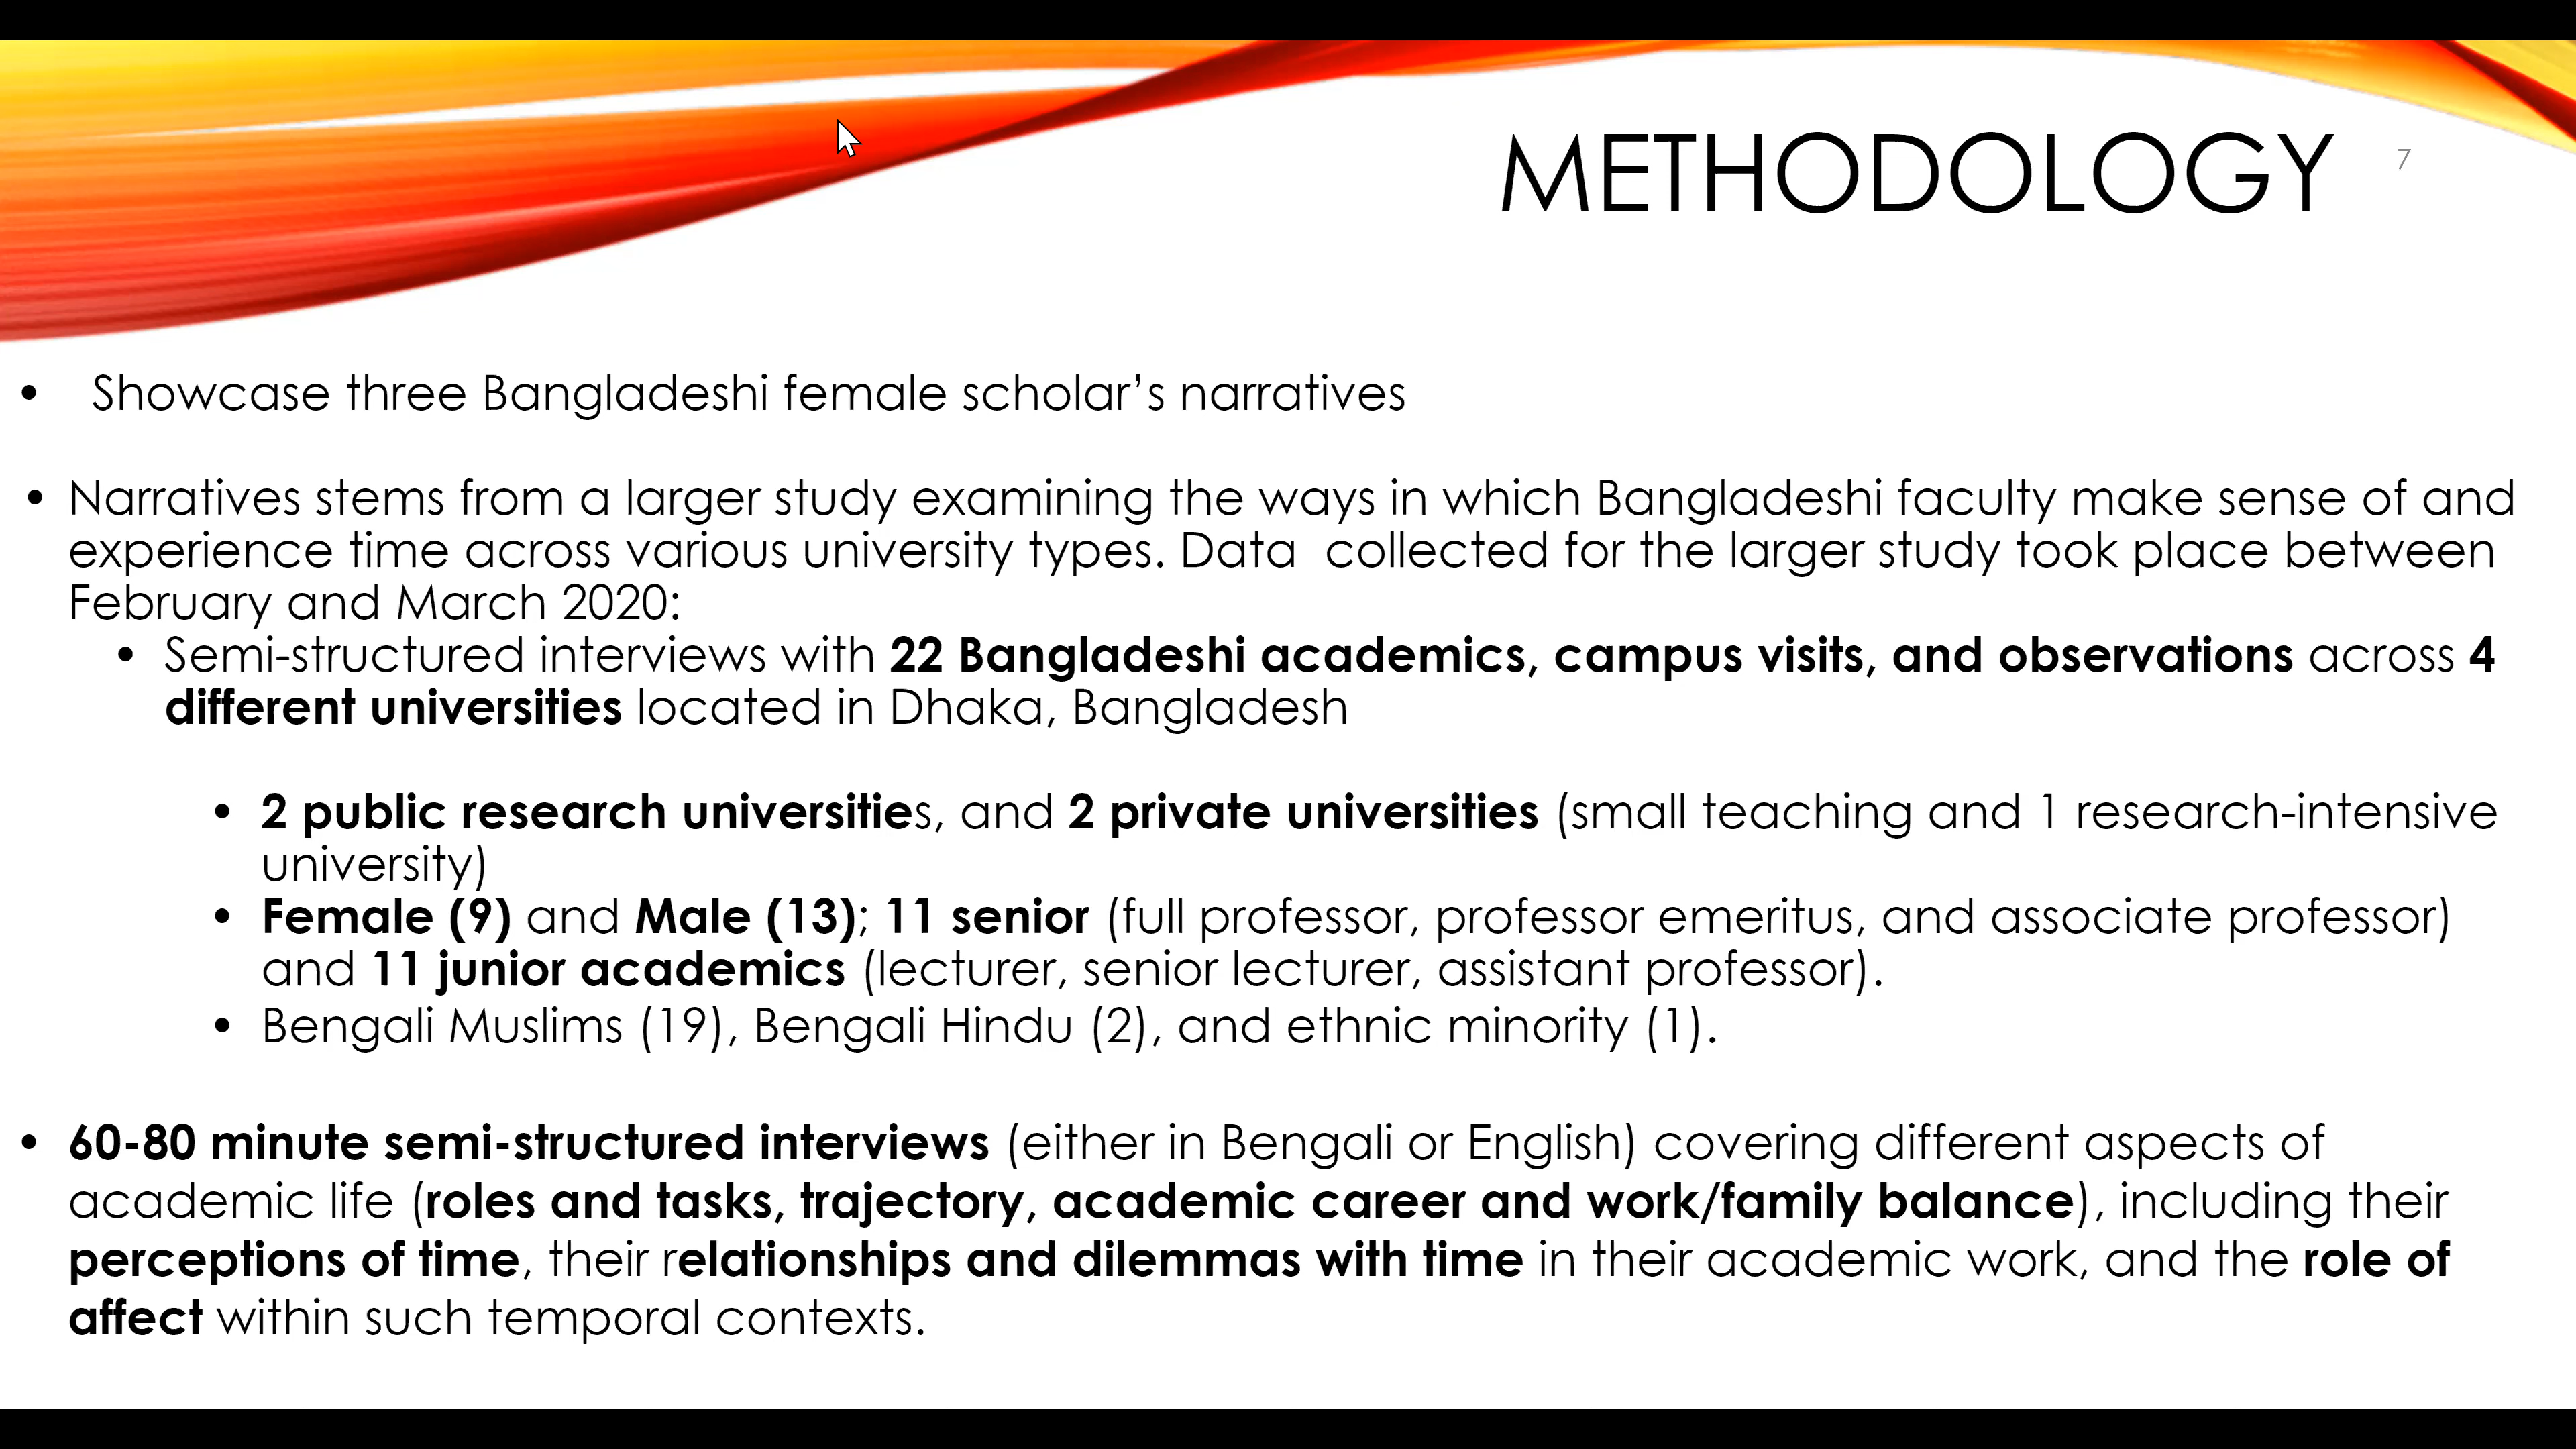 METHODOLOGY
7
• Showcase three Bangladeshi female scholar’s narratives
• Narratives stems from a larger study examining the ways in which Bangladeshi faculty make sense of and
experience time across various university types. Data  collected for the larger study took place between
February and March 2020:
• Semi-structured interviews with 22 Bangladeshi academics, campus visits, and observations across 4
different universities located in Dhaka, Bangladesh
• 2 public research universities, and 2 private universities (small teaching and 1 research-intensive
university)
• Female (9) and Male (13); 11 senior (full professor, professor emeritus, and associate professor)
and 11 junior academics (lecturer, senior lecturer, assistant professor).
• Bengali Muslims (19), Bengali Hindu (2), and ethnic minority (1).
• 60-80 minute semi-structured interviews (either in Bengali or English) covering different aspects of
academic life (roles and tasks, trajectory, academic career and work/family balance), including their
perceptions of time, their relationships and dilemmas with time in their academic work, and the role of
affect within such temporal contexts.